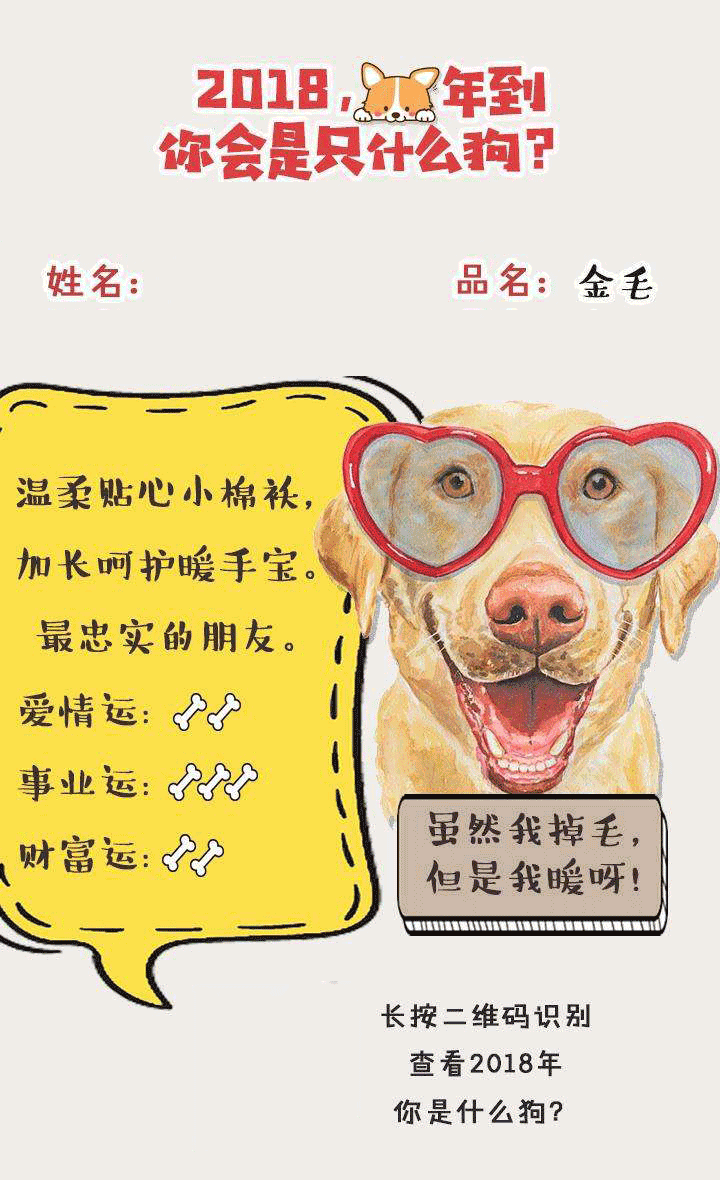 2018，年到
你会是只什么狗？
姓名：
品名：金毛
温柔贴心小棉袄，
加长呵护暖手宝。
最忠实的朋友。
爱情运：
事业运：
财富运：
虽然我掉毛，
但是我暖呀！
长按二维码识别
查看2018年
你是什么狗？